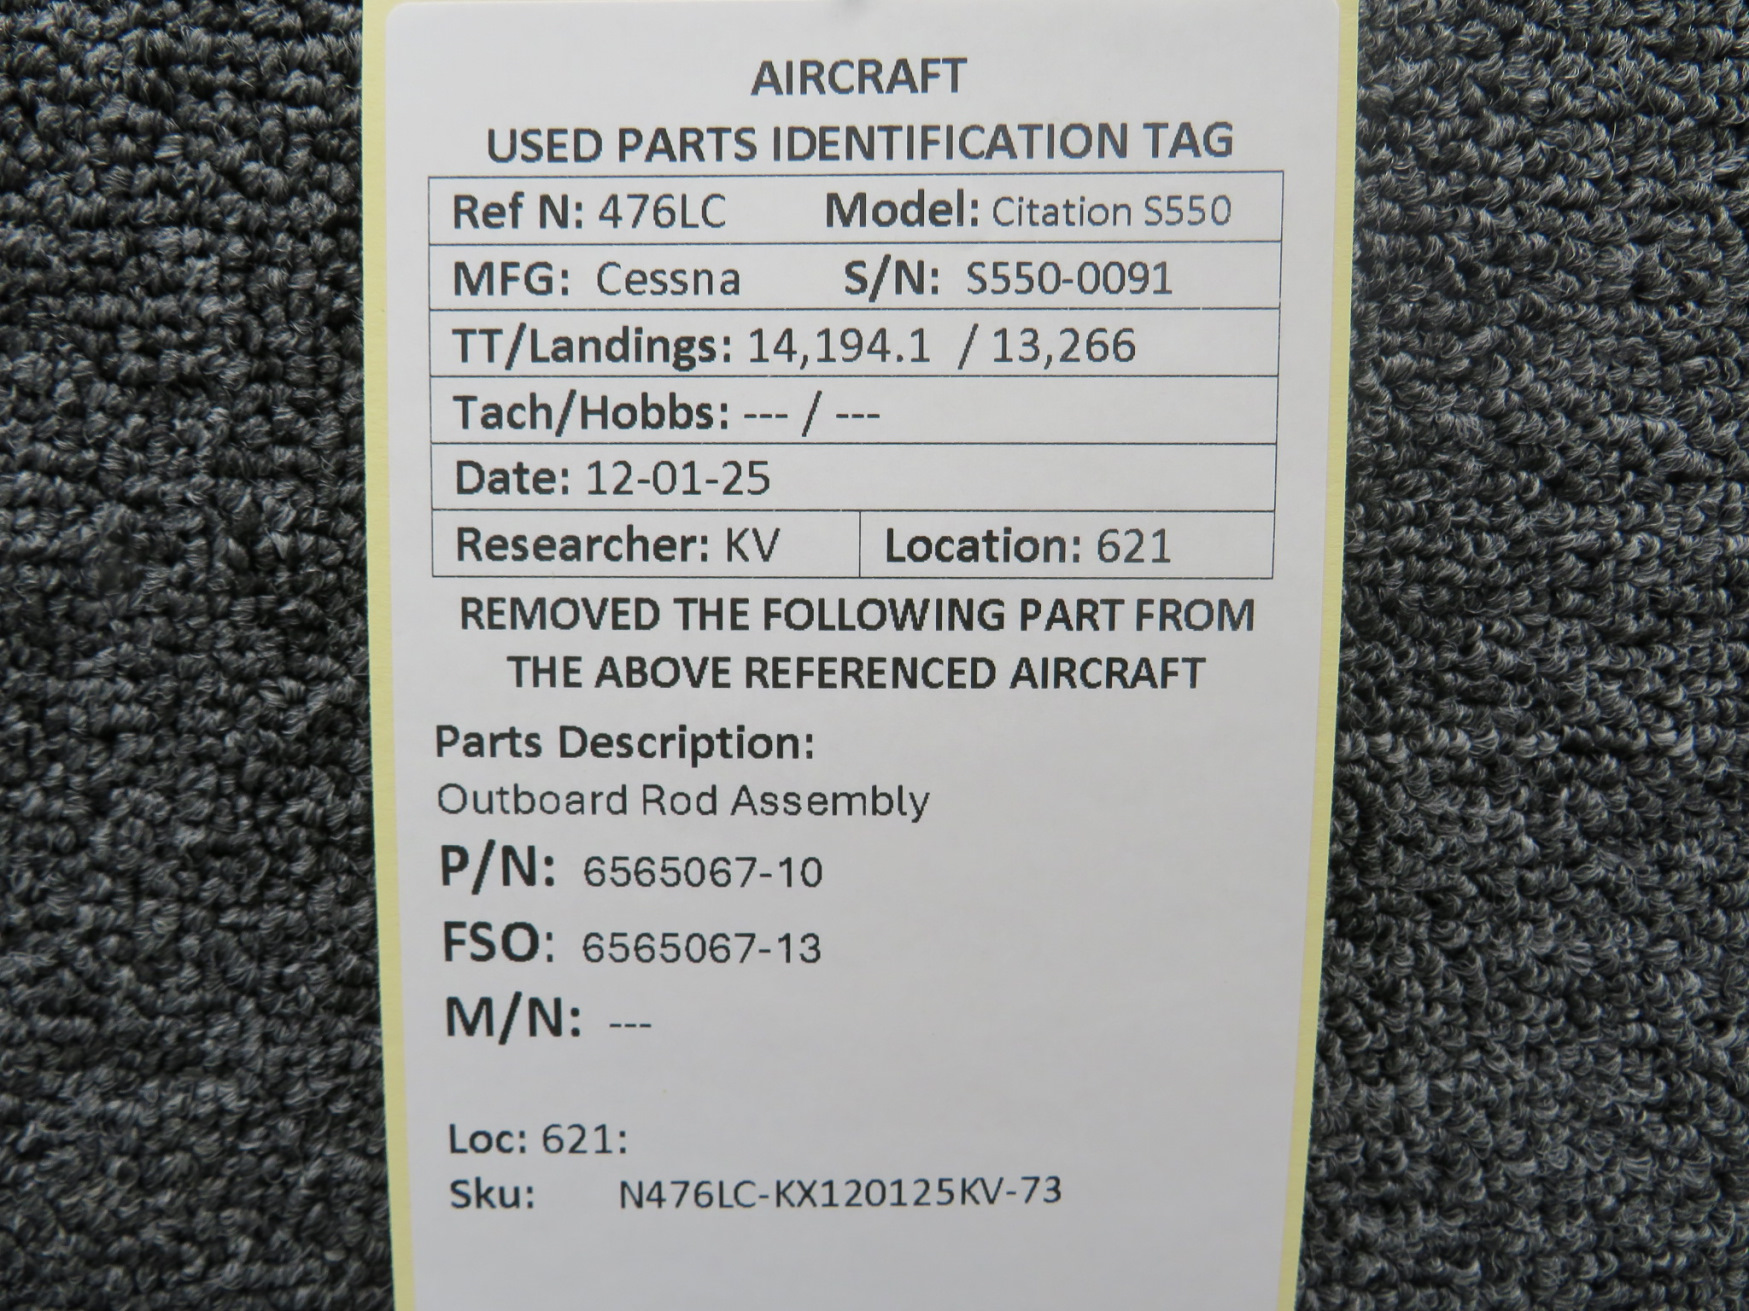 AIRCRAFT
USED PARTS IDENTIFICATION TAG
Ref N: 476LC Model: Citation S550
MFG: Cessna S/N: S550-0091
TT/Landings: 14,194.1 / 13,266
Tach/Hobbs: --- / ---
Date: 12-01-25
Researcher: KV Location: 621
REMOVED THE FOLLOWING PART FROM
THE ABOVE REFERENCED AIRCRAFT
Parts Description:
Outboard Rod Assembly
P/N: 6565067-10
FSO: 6565067-13
M/N: ---
Loc: 621:
Sku: N476LC-KX120125KV-73